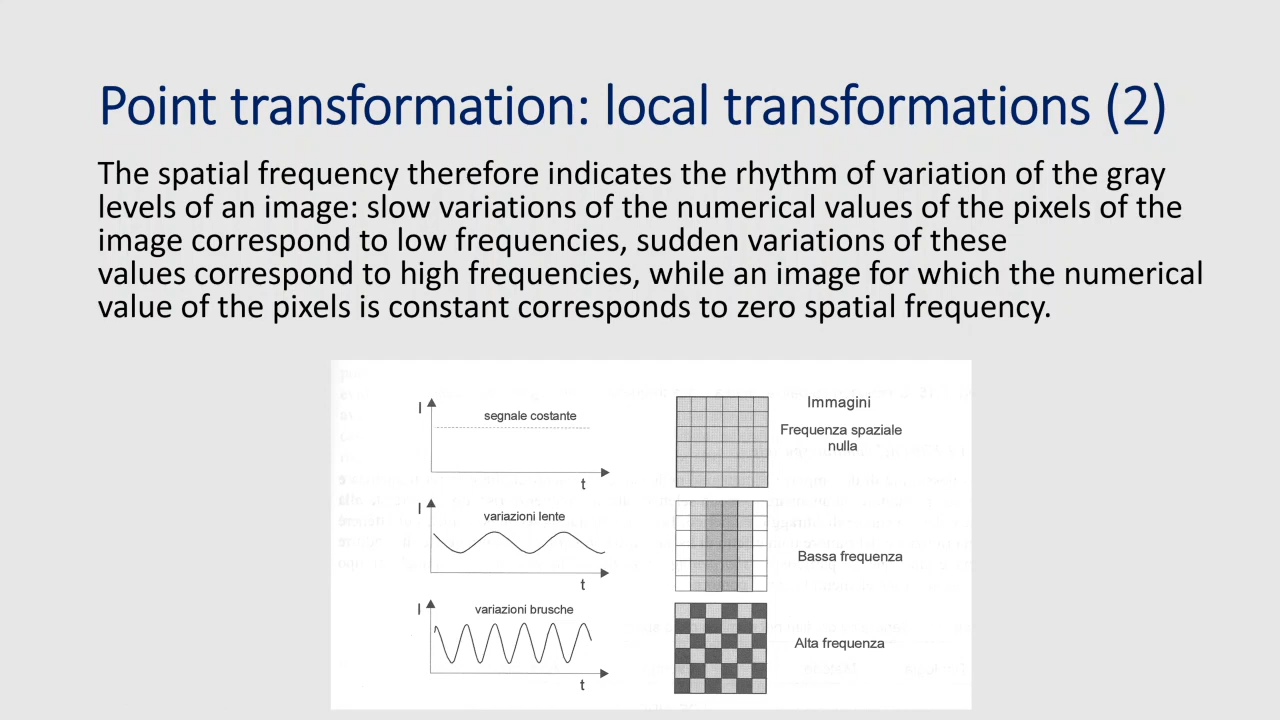 Point transformation: local transformations (2)
The spatial frequency therefore indicates the rhythm of variation of the gray
levels of an image: slow variations of the numerical values of the pixels of the
image correspond to low frequencies, sudden variations of these
values correspond to high frequencies, while an image for which the numerical
value of the pixels is constant corresponds to zero spatial frequency.
I
segnale costante
t
Immagini
Frequenza spaziale
nulla
I
variazioni lente
t
Bassa frequenza
I
variazioni brusche
t
Alta frequenza